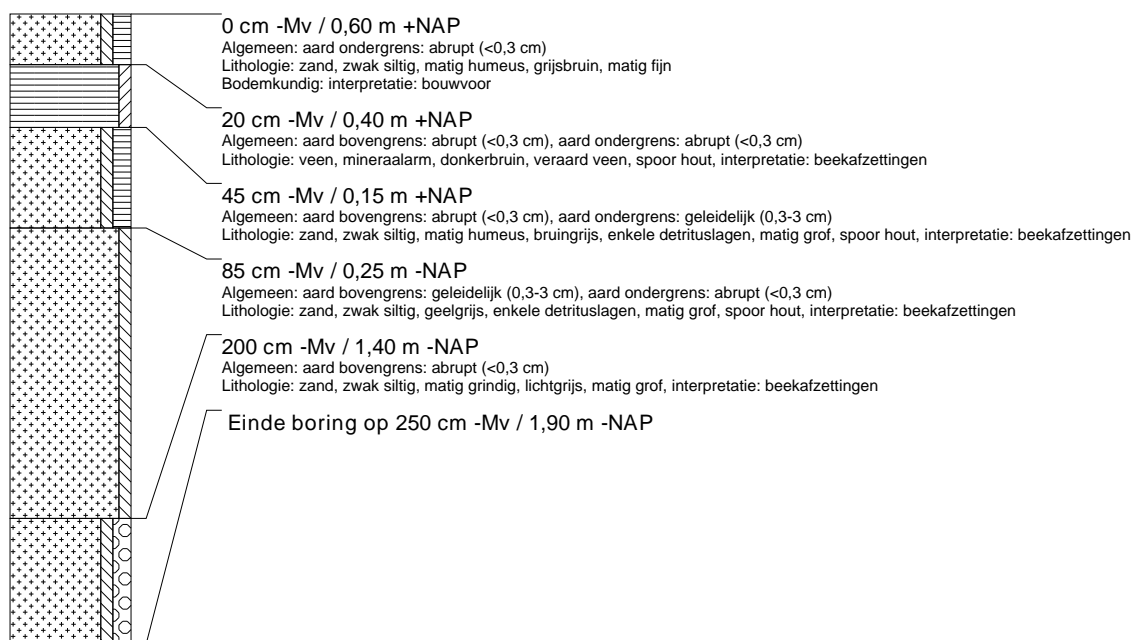 0 cm -Mv / 0,60 m +NAP
Algemeen: aard ondergrens: abrupt (<0,3 cm)
Lithologie: zand, zwak siltig, matig humeus, grijsbruin, matig fijn
Bodemkundig: interpretatie: bouwvoor
20 cm -Mv / 0,40 m +NAP
Algemeen: aard bovengrens: abrupt (<0,3 cm), aard ondergrens: abrupt (<0,3 cm)
Lithologie: veen, mineraalarm, donkerbruin, veraard veen, spoor hout, interpretatie: beekafzettingen
45 cm -Mv / 0,15 m +NAP
Algemeen: aard bovengrens: abrupt (<0,3 cm), aard ondergrens: geleidelijk (0,3-3 cm)
Lithologie: zand, zwak siltig, matig humeus, bruingrijs, enkele detrituslagen, matig grof, spoor hout, interpretatie: beekafzettingen
85 cm -Mv / 0,25 m -NAP
Algemeen: aard bovengrens: geleidelijk (0,3-3 cm), aard ondergrens: abrupt (<0,3 cm)
Lithologie: zand, zwak siltig, geelgrijs, enkele detrituslagen, matig grof, spoor hout, interpretatie: beekafzettingen
200 cm -Mv / 1,40 m -NAP
Algemeen: aard bovengrens: abrupt (<0,3 cm)
Lithologie: zand, zwak siltig, matig grindig, lichtgrijs, matig grof, interpretatie: beekafzettingen
Einde boring op 250 cm -Mv / 1,90 m -NAP